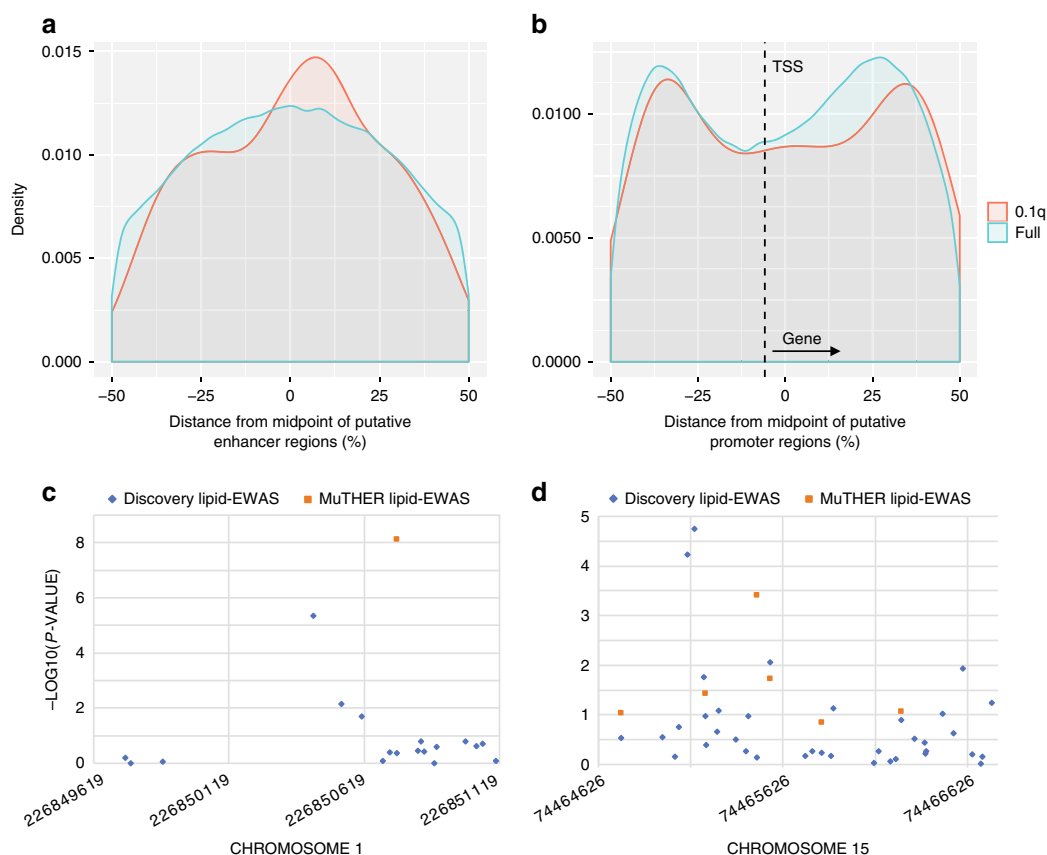 a
b
0.015
0.010
0.005
0.000
Density
−50
−25
0
25
50
Distance from midpoint of putative
enhancer regions (%)
0.0100
0.0050
0.0000
TSS
Gene
−50
−25
0
25
50
Distance from midpoint of putative
promoter regions (%)
0.1q
Full
c
Discovery lipid-EWAS
MuTHER lipid-EWAS
8
6
4
2
0
−LOG10(P-VALUE)
226849619
226850119
226850619
226851119
CHROMOSOME 1
d
Discovery lipid-EWAS
MuTHER lipid-EWAS
5
4
3
2
1
0
74464626
74465626
74466626
CHROMOSOME 15